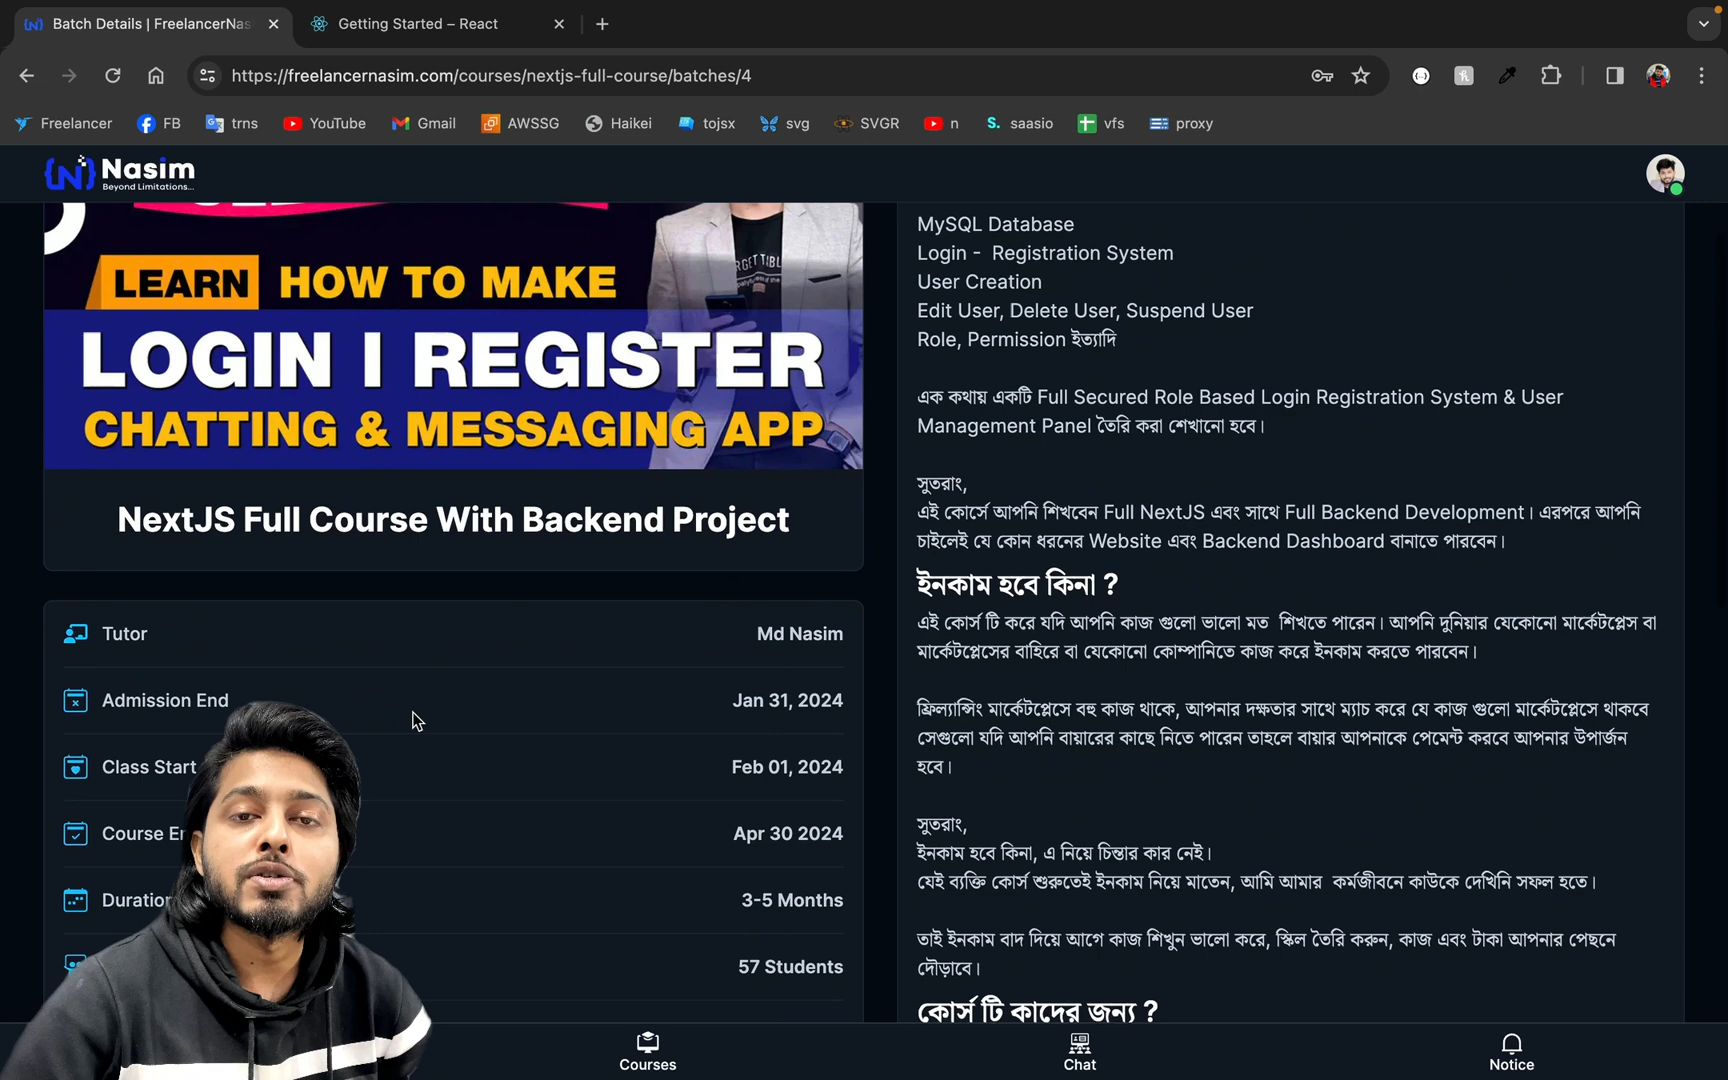 Batch Details | FreelancerNas
Getting Started – React
https://freelancernasim.com/courses/nextjs-full-course/batches/4
Freelancer
FB
trns
YouTube
Gmail
AWSSG
Haikei
tojsx
svg
SVGR
n
saasio
vfs
proxy
Nasim
Beyond Limitations...
LEARN HOW TO MAKE
LOGIN | REGISTER
CHATTING & MESSAGING APP
NextJS Full Course With Backend Project
Tutor Md Nasim
Admission End Jan 31, 2024
Class Start Feb 01, 2024
Course Apr 30 2024
Duration 3-5 Months
57 Students
MySQL Database
Login - Registration System
User Creation
Edit User, Delete User, Suspend User
Role, Permission ইত্যাদি
এক কথায় একটি Full Secured Role Based Login Registration System & User
Management Panel তৈরি করা শেখানো হবে।
সুতরাং,
এই কোর্সে আপনি শিখবেন Full NextJS এবং সাথে Full Backend Development। এরপরে আপনি
চাইলেই যে কোন ধরনের Website এবং Backend Dashboard বানাতে পারবেন।
ইনকাম হবে কিনা ?
এই কোর্স টি করে যদি আপনি কাজ গুলো ভালো মত শিখতে পারেন। আপনি দুনিয়ার যেকোনো মার্কেটপ্লেস বা
মার্কেটপ্লেসের বাহিরে বা যেকোনো কোম্পানিতে কাজ করে ইনকাম করতে পারবেন।
ফ্রিল্যান্সিং মার্কেটপ্লেসে বহু কাজ থাকে, আপনার দক্ষতার সাথে ম্যাচ করে যে কাজ গুলো মার্কেটপ্লেসে থাকবে
সেগুলো যদি আপনি বায়ারের কাছে নিতে পারেন তাহলে বায়ার আপনাকে পেমেন্ট করবে আপনার উপার্জন
হবে।
সুতরাং,
ইনকাম হবে কিনা, এ নিয়ে চিন্তার কার নেই।
যেই ব্যক্তি কোর্স শুরুতেই ইনকাম নিয়ে মাতেন, আমি আমার কর্মজীবনে কাউকে দেখিনি সফল হতে।
তাই ইনকাম বাদ দিয়ে আগে কাজ শিখুন ভালো করে, স্কিল তৈরি করুন, কাজ এবং টাকা আপনার পেছনে
দৌড়াবে।
কোর্স টি কাদের জন্য ?
Courses
Chat
Notice